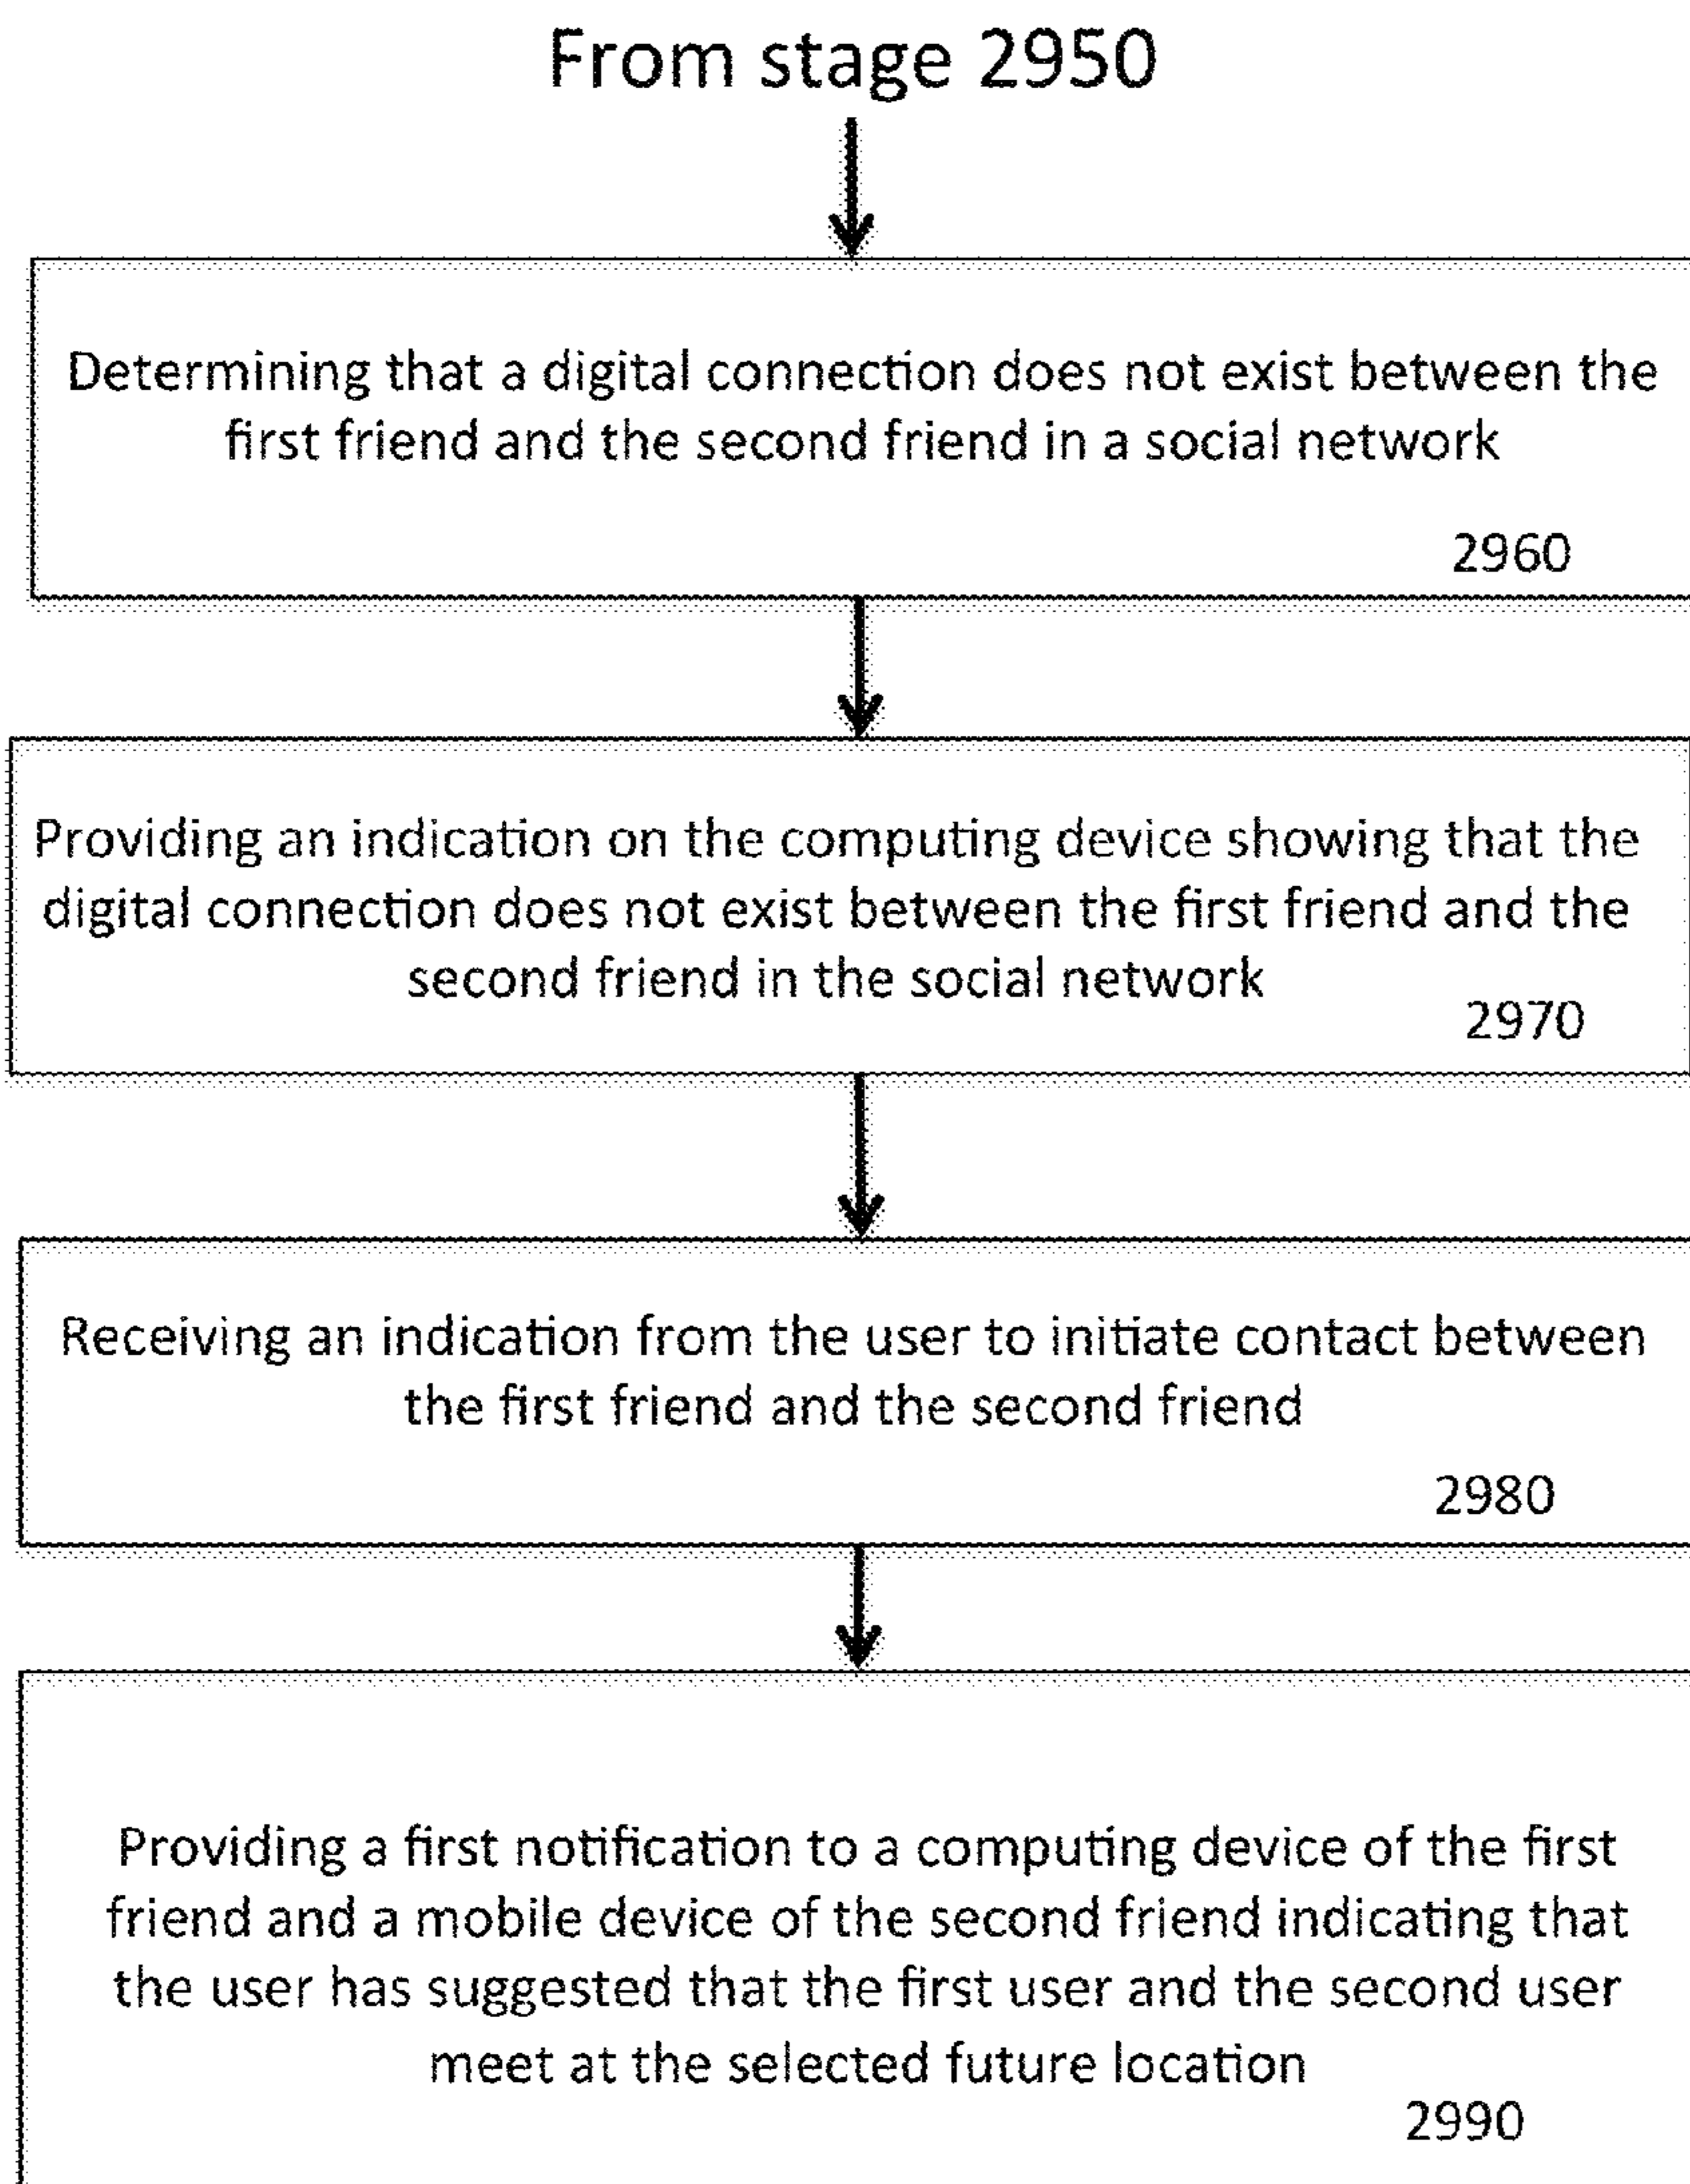 From stage 2950
Determining that a digital connection does not exist between the
first friend and the second friend in a social network
2960
Providing an indication on the computing device showing that the
digital connection does not exist between the first friend and the
second friend in the social network
2970
Receiving an indication from the user to initiate contact between
the first friend and the second friend
2980
Providing a first notification to a computing device of the first
friend and a mobile device of the second friend indicating that
the user has suggested that the first user and the second user
meet at the selected future location
2990